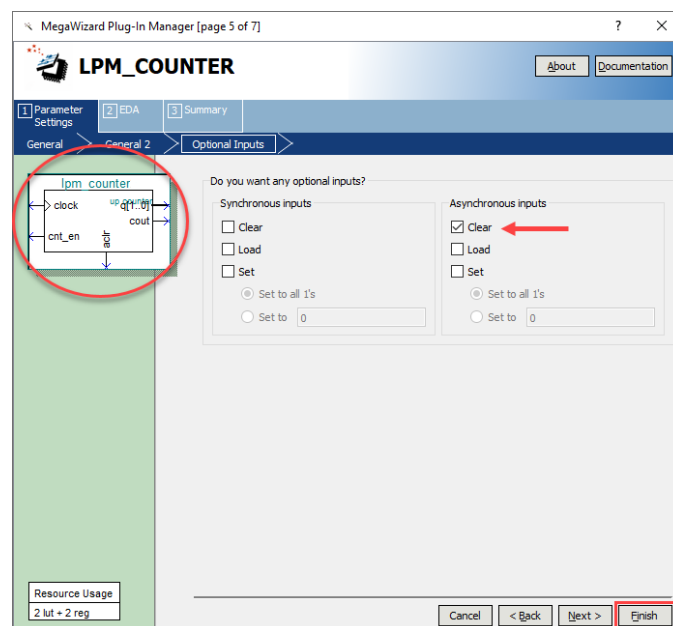 MegaWizard Plug-In Manager [page 5 of 7]
LPM_COUNTER
About
Documentation
1 Parameter Settings
2 EDA
3 Summary
General
General 2
Optional Inputs
lpm_counter
up counter
clock
q[1..0]
cout
cnt_en
aclr
Do you want any optional inputs?
Synchronous inputs
Clear
Load
Set
Set to all 1's
Set to 0
Asynchronous inputs
Clear
Load
Set
Set to all 1's
Set to 0
Resource Usage
2 lut + 2 reg
Cancel
< Back
Next >
Finish